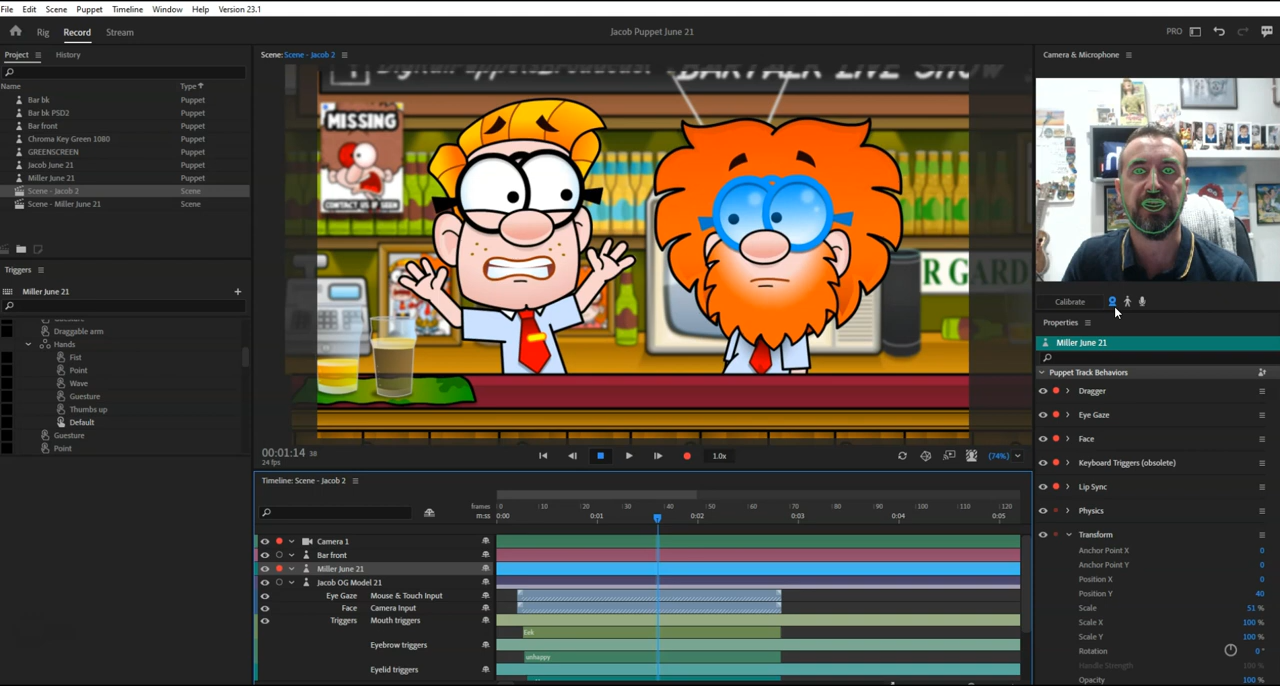 File Edit Scene Puppet Timeline Window Help Version 23.1
Rig Record Stream
Jacob Puppet June 21
PRO
Project History
Name Type
Bar bk Puppet
Bar bk PSD2 Puppet
Bar front Puppet
Chroma Key Green 1080 Puppet
GREENSCREEN Puppet
Jacob June 21 Puppet
Miller June 21 Puppet
Scene - Jacob 2 Scene
Scene - Miller June 21 Scene
Triggers
Miller June 21
Draggable arm
Hands
Fist
Point
Wave
Guesture
Thumbs up
Default
Guesture
Point
Scene: Scene - Jacob 2
DigitalPuppetsBroadcast
BARTALK LIVE SHOW
MISSING
CONTACT US IF SEEN
R GARD
00:01:14 38
24 fps
1.0x
(74%)
Timeline: Scene - Jacob 2
frames 0 10 20 30 40 50 60 70 80 90 100 110 120
m:ss 0:00 0:01 0:02 0:03 0:04 0:05
Camera 1
Bar front
Miller June 21
Jacob OG Model 21
Eye Gaze Mouse & Touch Input
Face Camera Input
Triggers Mouth triggers
Eek
Eyebrow triggers
unhappy
Eyelid triggers
Camera & Microphone
Calibrate
Properties
Miller June 21
Puppet Track Behaviors
Dragger
Eye Gaze
Face
Keyboard Triggers (obsolete)
Lip Sync
Physics
Transform
Anchor Point X 0
Anchor Point Y 0
Position X 0
Position Y 40
Scale 51 %
Scale X 100 %
Scale Y 100 %
Rotation 0 °
Handle Strength 100 %
Opacity 100 %